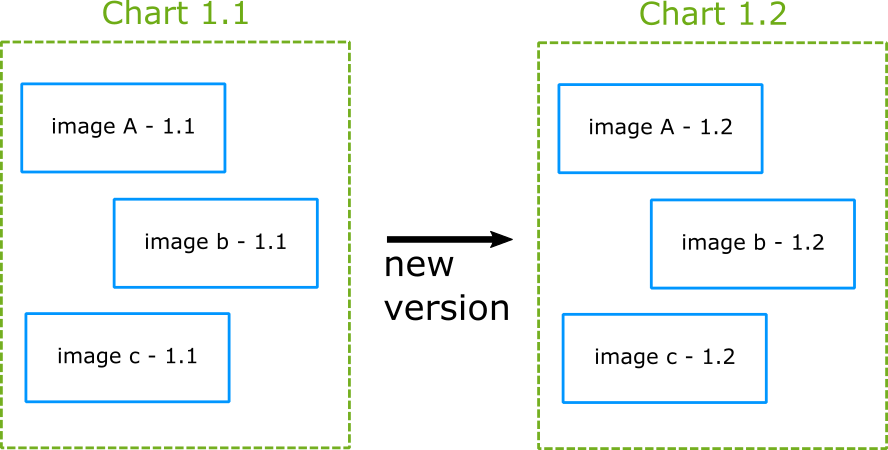 Chart 1.1
image A - 1.1
image b - 1.1
image c - 1.1
new
version
Chart 1.2
image A - 1.2
image b - 1.2
image c - 1.2